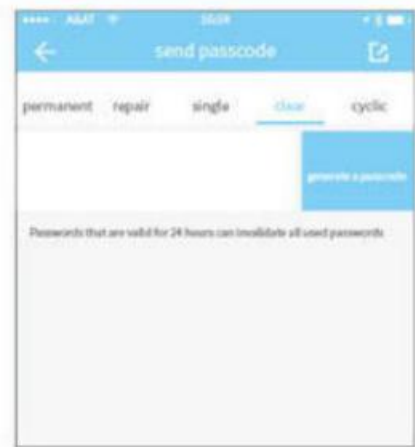 send passcode
permanent repair single clear cyclic
generate a passcode
Passwords that are valid for 24 hours can invalidate all used passwords